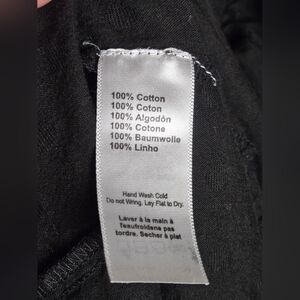 100% Cotton
100% Coton
100% Algodón
100% Cotone
100% Baumwolle
100% Linho
Hand Wash Cold
Do not Wring. Lay Flat to Dry.
Laver à la main à
l'eaufroidene pas
tordre. Secher à plat